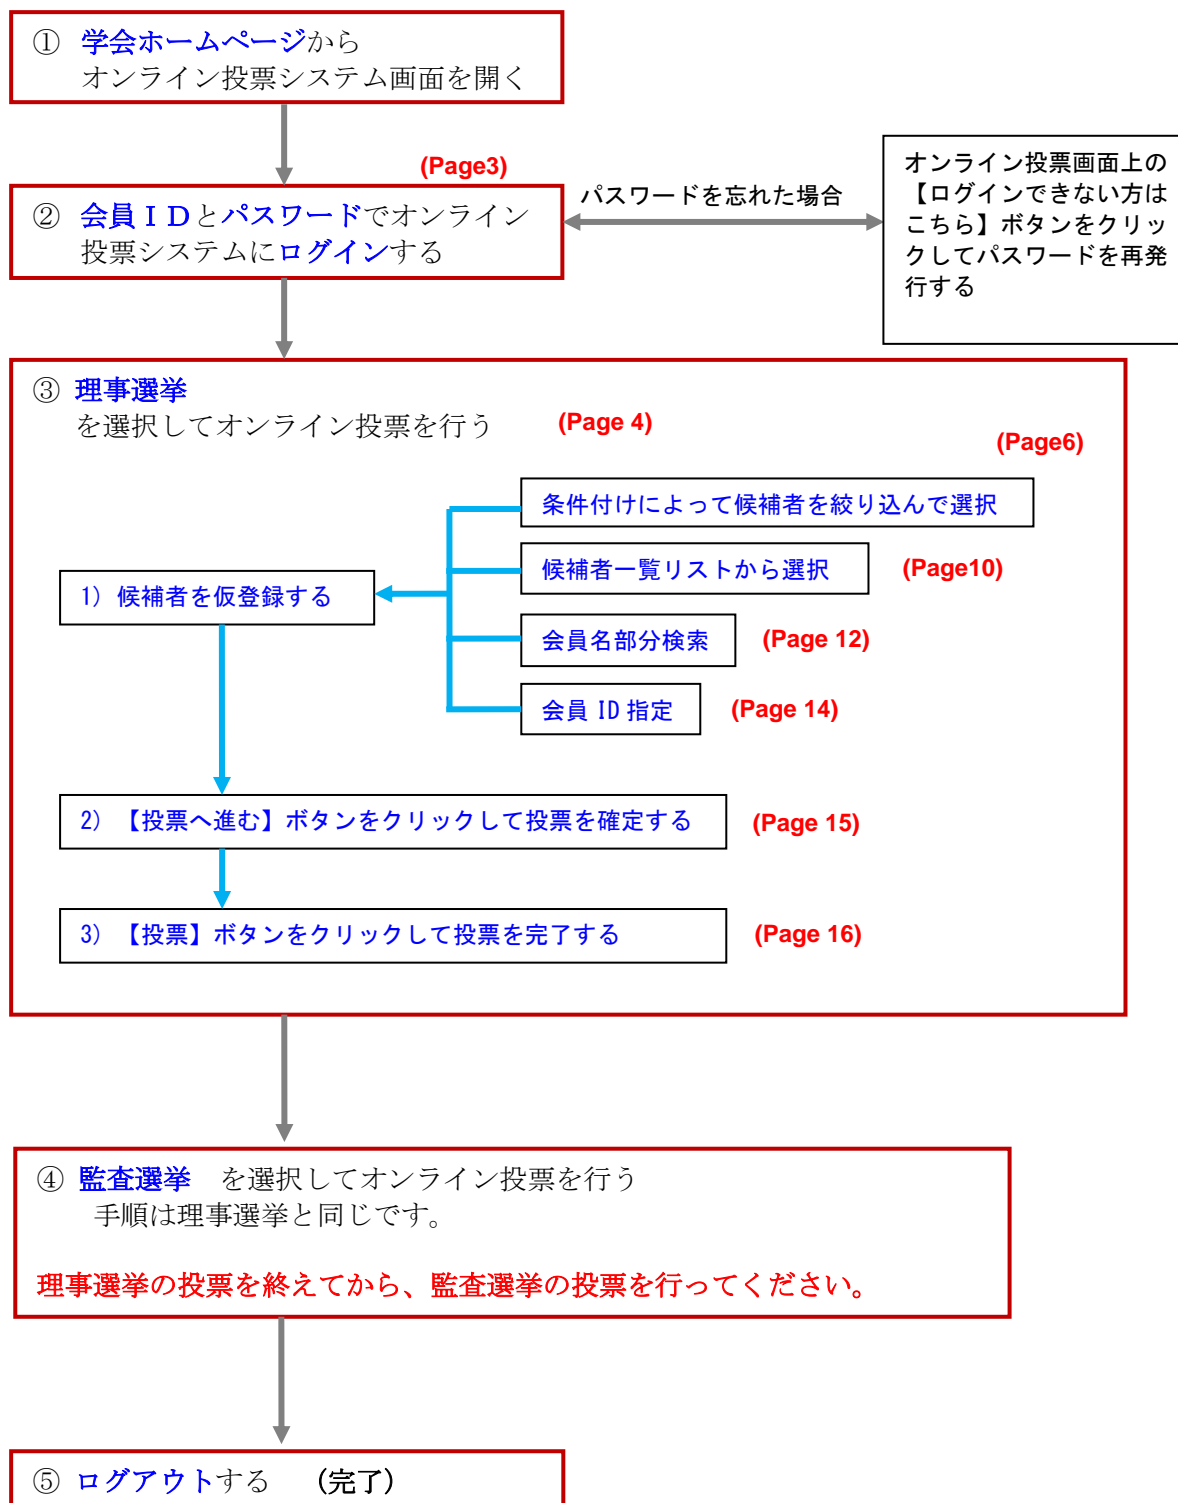 ① 学会ホームページから
オンライン投票システム画面を開く
(Page3)
② 会員ＩＤとパスワードでオンライン
投票システムにログインする
パスワードを忘れた場合
オンライン投票画面上の
【ログインできない方は
こちら】ボタンをクリッ
クしてパスワードを再発
行する
③ 理事選挙
を選択してオンライン投票を行う (Page 4)
(Page6)
条件付けによって候補者を絞り込んで選択
候補者一覧リストから選択 (Page10)
1) 候補者を仮登録する
会員名部分検索 (Page 12)
会員 ID 指定 (Page 14)
2) 【投票へ進む】ボタンをクリックして投票を確定する (Page 15)
3) 【投票】ボタンをクリックして投票を完了する (Page 16)
④ 監査選挙　を選択してオンライン投票を行う
手順は理事選挙と同じです。
理事選挙の投票を終えてから、監査選挙の投票を行ってください。
⑤ ログアウトする　（完了）